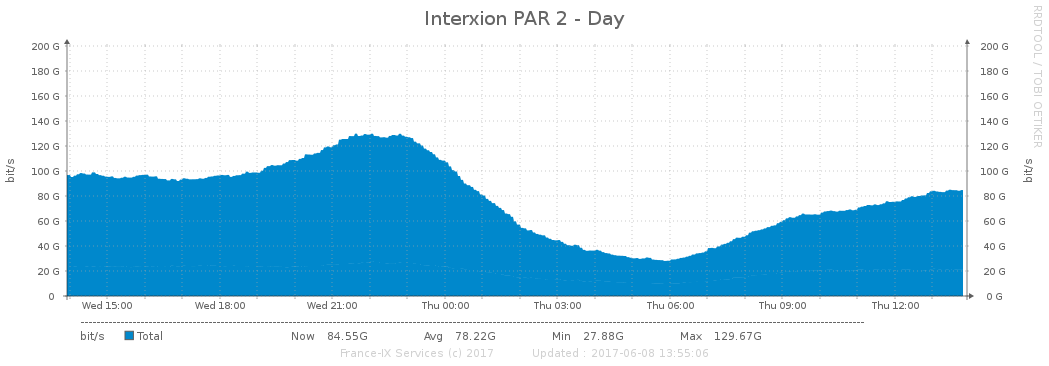 Interxion PAR 2 - Day
RRDTOOL / TOBI OETIKER
200 G 200 G
180 G 180 G
160 G 160 G
140 G 140 G
120 G 120 G
100 G 100 G
80 G 80 G
60 G 60 G
40 G 40 G
20 G 20 G
0 0 G
bit/s bit/s
Wed 15:00 Wed 18:00 Wed 21:00 Thu 00:00 Thu 03:00 Thu 06:00 Thu 09:00 Thu 12:00
bit/s Total Now 84.55G Avg 78.22G Min 27.88G Max 129.67G
France-IX Services (c) 2017 Updated : 2017-06-08 13:55:06